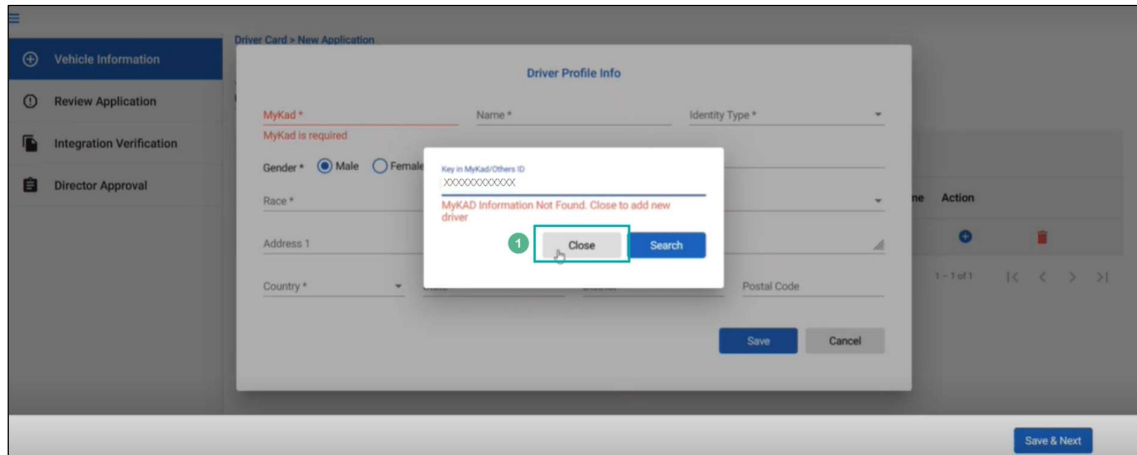 Driver Card > New Application
Vehicle Information
Review Application
Integration Verification
Director Approval
Driver Profile Info
MyKad *
Name *
Identity Type *
MyKad is required
Gender *
Male
Female
Race *
Address 1
Country *
Postal Code
Key in MyKad/Others ID
XXXXXXXXXXXX
MyKAD Information Not Found. Close to add new
driver
1
Close
Search
Save
Cancel
Action
1 – 1 of 1
Save & Next